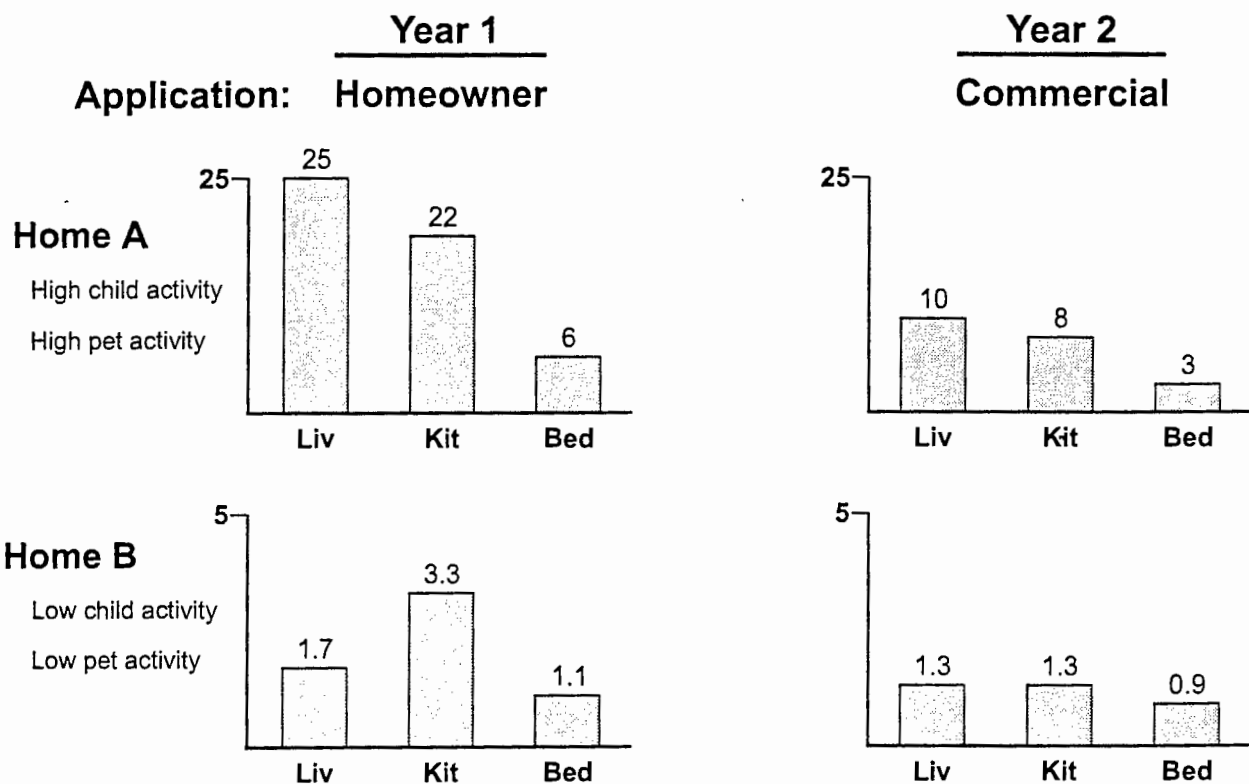 Year 1 Year 2
Application: Homeowner Commercial
Home A
High child activity
High pet activity
25
25
22
6
Liv Kit Bed
25
10
8
3
Liv Kit Bed
Home B
Low child activity
Low pet activity
5
1.7
3.3
1.1
Liv Kit Bed
5
1.3
1.3
0.9
Liv Kit Bed